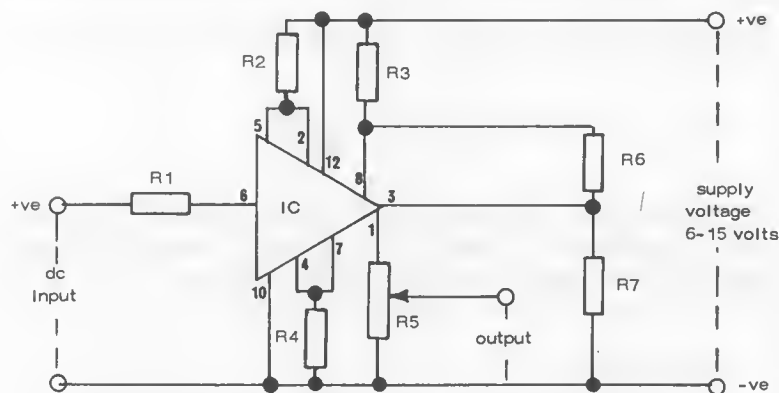 +ve
R2
R3
5
2
12
8
R6
R1
IC
3
supply
voltage
6-15 volts
+ve
6
1
dc
Input
4
7
10
R7
R5
R4
output
-ve